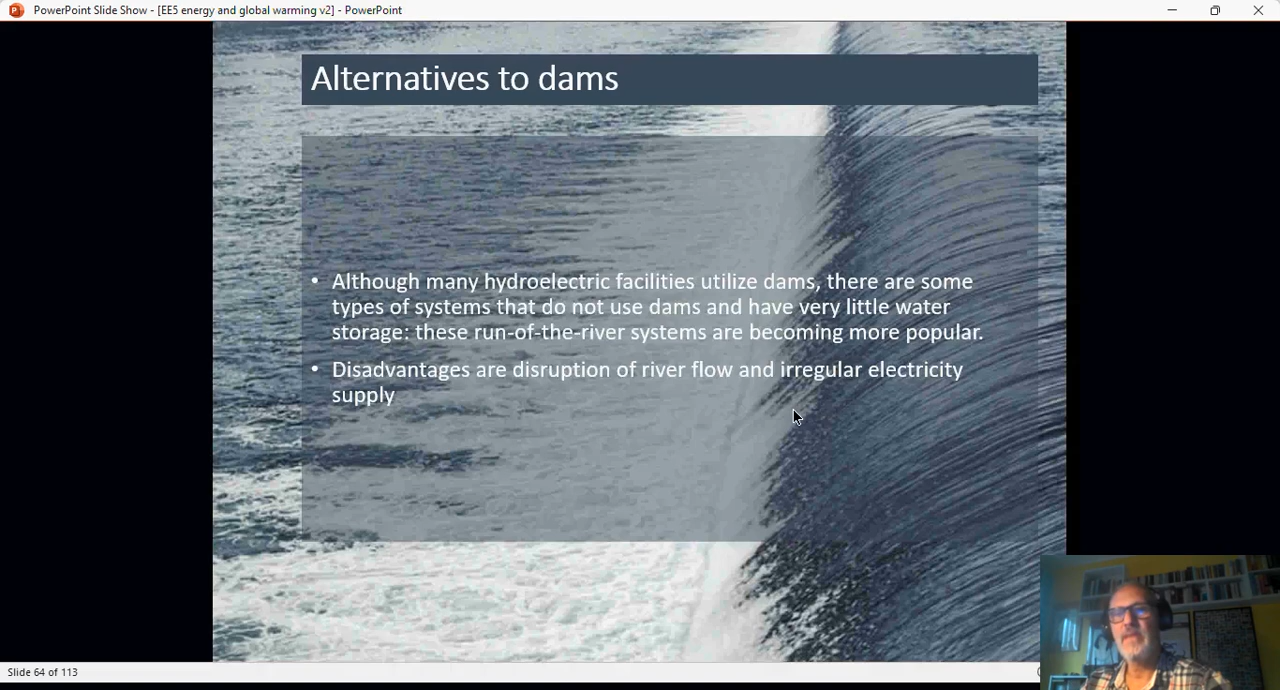 PowerPoint Slide Show - [EE5 energy and global warming v2] - PowerPoint
Alternatives to dams
• Although many hydroelectric facilities utilize dams, there are some
types of systems that do not use dams and have very little water
storage: these run-of-the-river systems are becoming more popular.
• Disadvantages are disruption of river flow and irregular electricity
supply
Slide 64 of 113